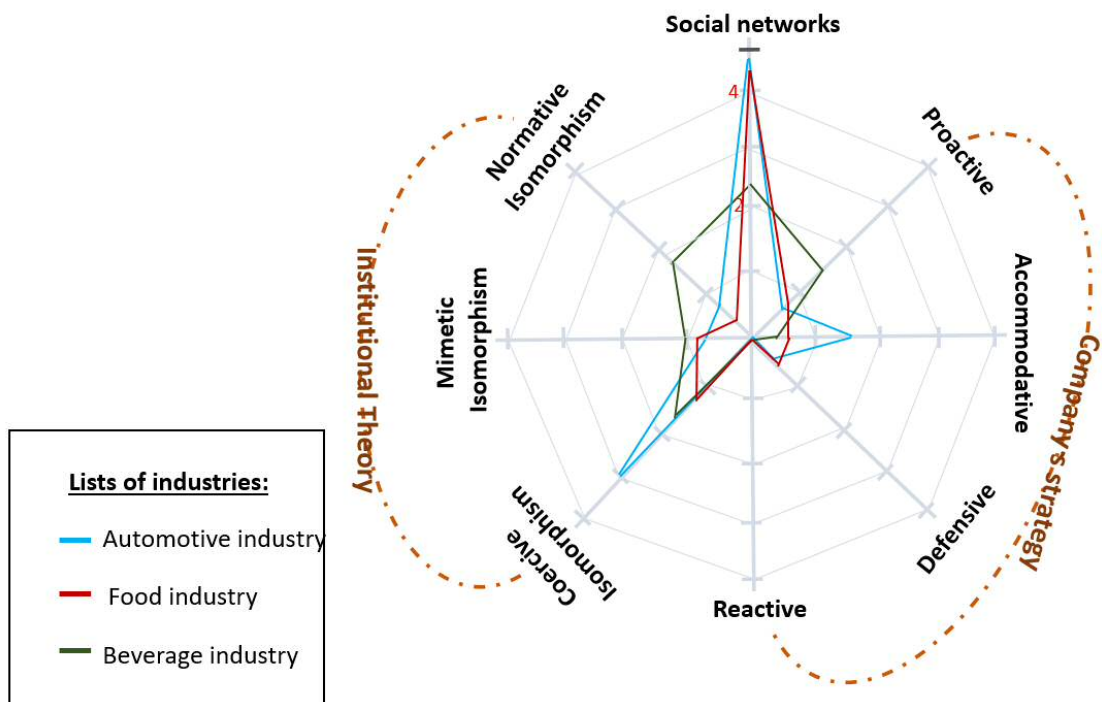 Social networks
4
2
Normative
Isomorphism
Proactive
Institutional Theory
Mimetic
Isomorphism
Accommodative
Company's strategy
Coercive
Isomorphism
Defensive
Reactive
Lists of industries:
Automotive industry
Food industry
Beverage industry